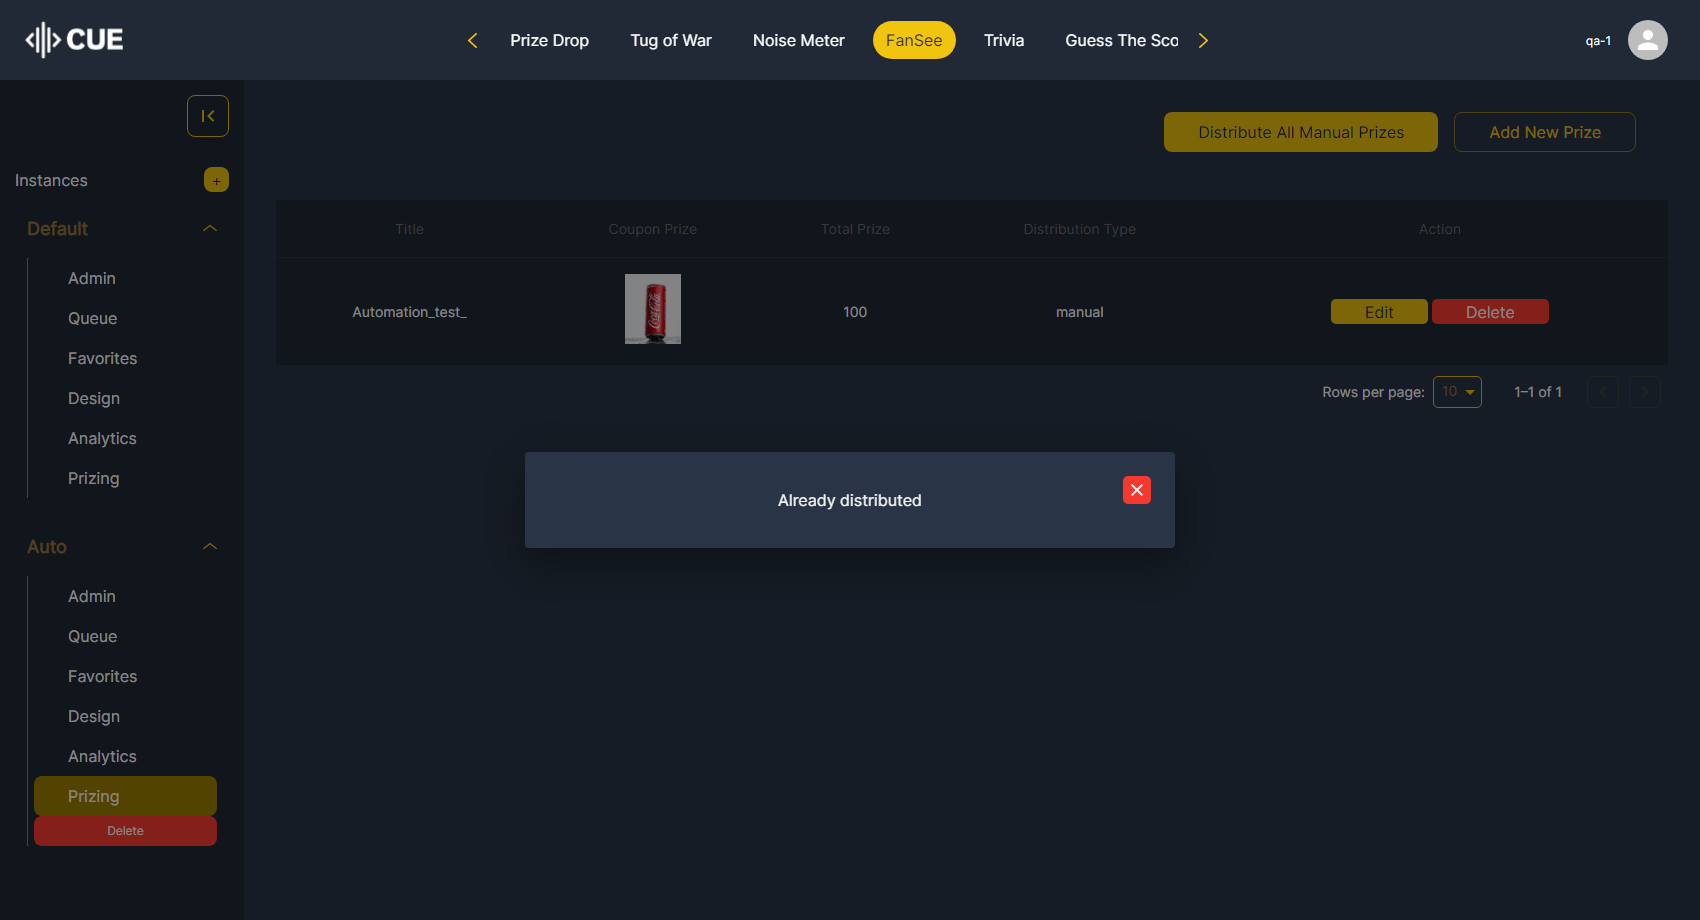 CUE
Prize Drop
Tug of War
Noise Meter
FanSee
Trivia
Guess The Sco
qa-1
Instances
+
Default
Admin
Queue
Favorites
Design
Analytics
Prizing
Auto
Admin
Queue
Favorites
Design
Analytics
Prizing
Delete
Distribute All Manual Prizes
Add New Prize
Title
Coupon Prize
Total Prize
Distribution Type
Action
Automation_test_
Coca-Cola
100
manual
Edit
Delete
Rows per page:
10
1–1 of 1
Already distributed